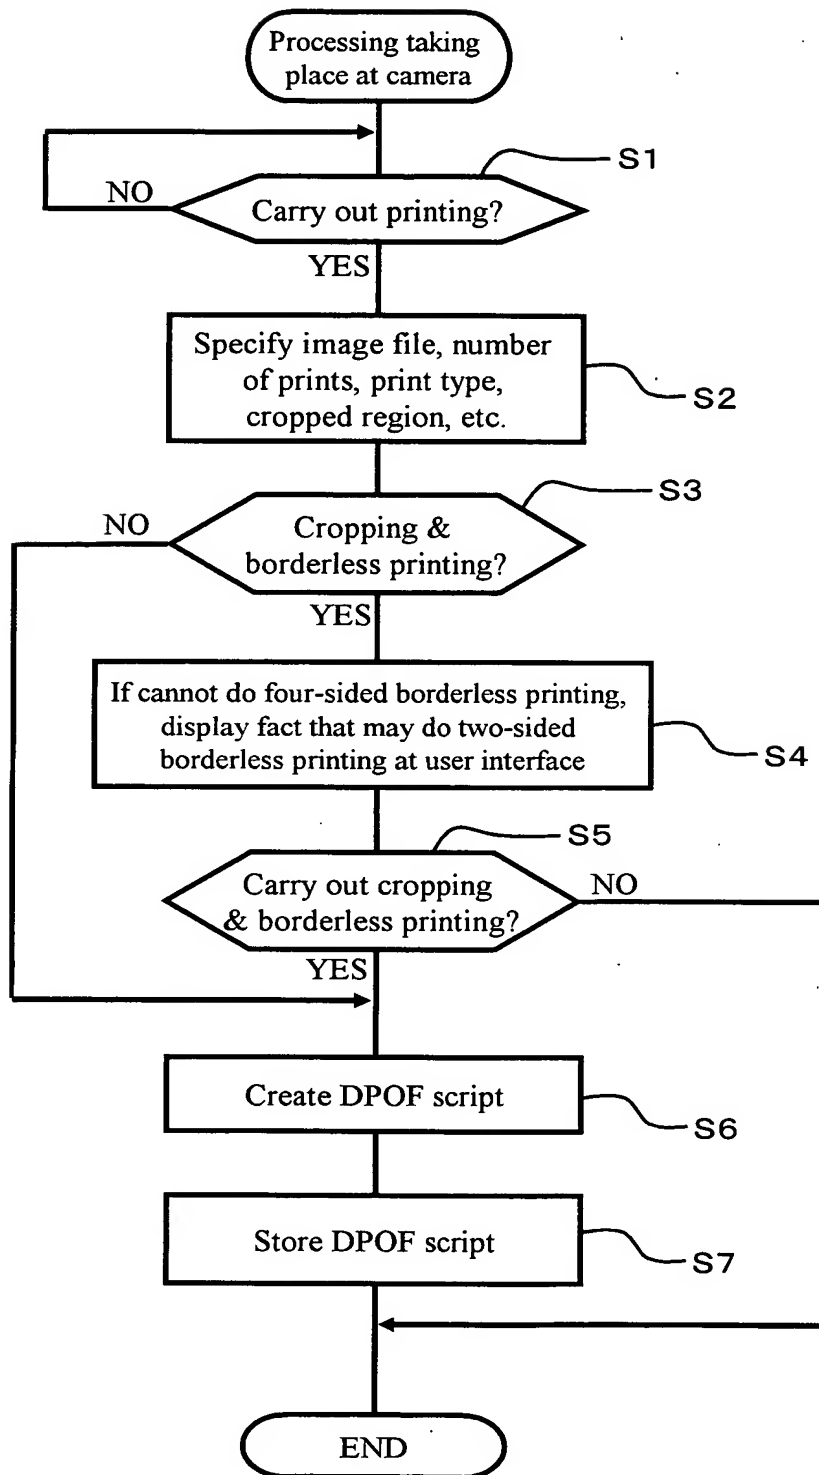 Processing taking
place at camera
S1
NO
Carry out printing?
YES
Specify image file, number
of prints, print type,
cropped region, etc.
S2
S3
NO
Cropping &
borderless printing?
YES
If cannot do four-sided borderless printing,
display fact that may do two-sided
borderless printing at user interface
S4
S5
Carry out cropping
& borderless printing?
NO
YES
Create DPOF script
S6
Store DPOF script
S7
END